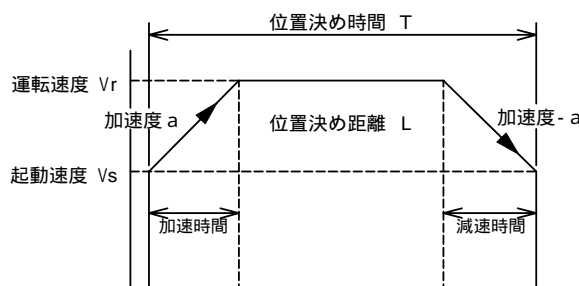 位置決め時間 T
運転速度 Vr
加速度 a
位置決め距離 L
加速度-a
起動速度 Vs
加速時間
減速時間